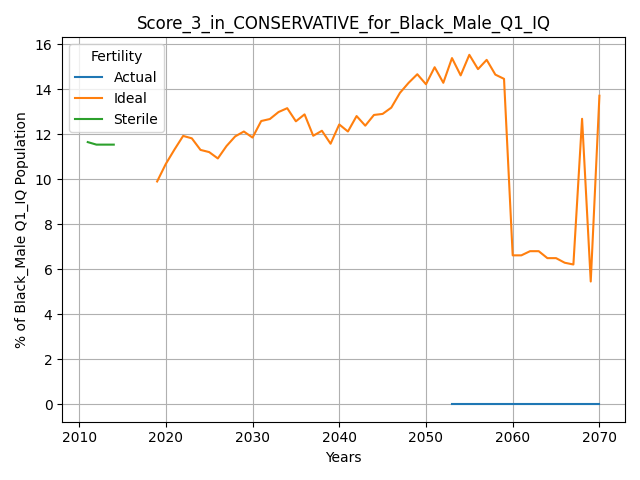 Score_3_in_CONSERVATIVE_for_Black_Male_Q1_IQ
Fertility
Actual
Ideal
Sterile
% of Black_Male Q1_IQ Population
16
14
12
10
8
6
4
2
0
2010 2020 2030 2040 2050 2060 2070
Years